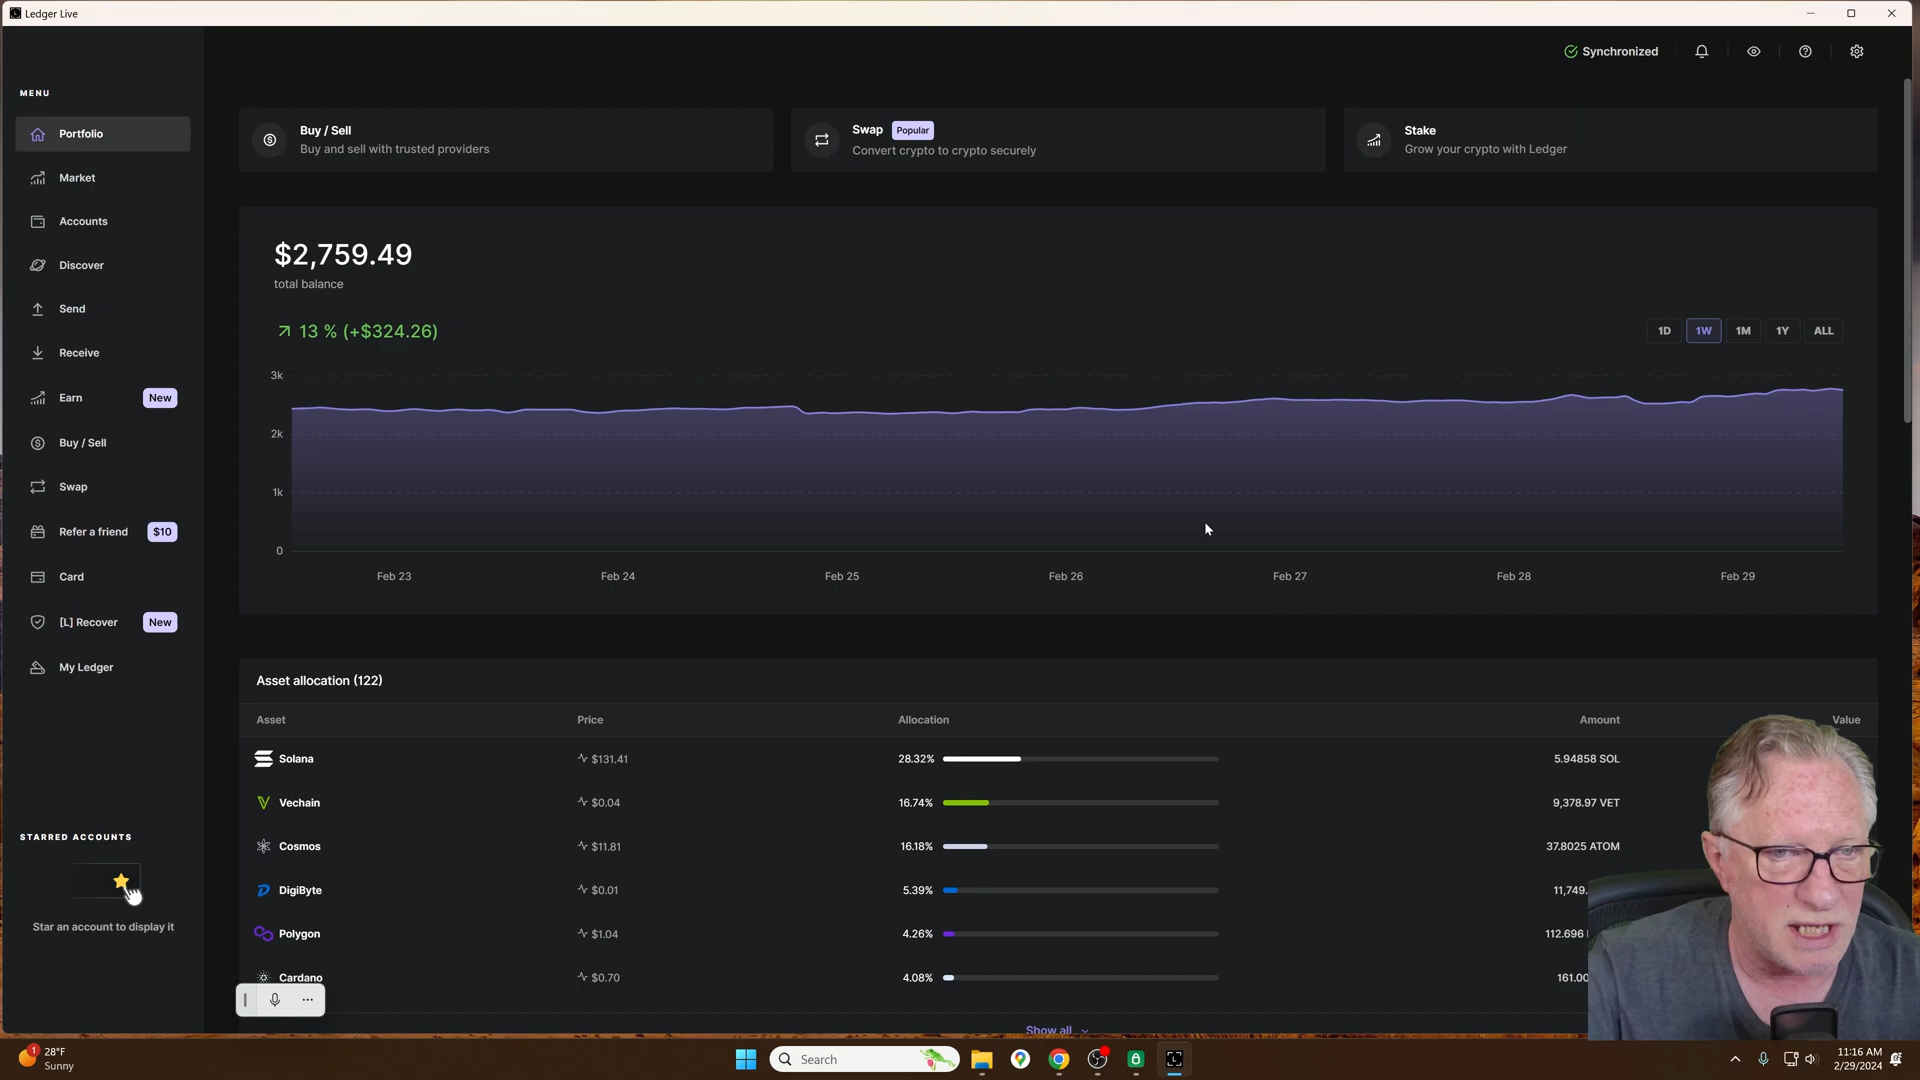 Ledger Live
Synchronized
MENU
Portfolio
Market
Accounts
Discover
Send
Receive
Earn New
Buy / Sell
Swap
Refer a friend $10
Card
[L] Recover New
My Ledger
STARRED ACCOUNTS
Star an account to display it
Buy / Sell
Buy and sell with trusted providers
Swap Popular
Convert crypto to crypto securely
Stake
Grow your crypto with Ledger
$2,759.49
total balance
13 % (+$324.26)
1D 1W 1M 1Y ALL
3k
2k
1k
0
Feb 23 Feb 24 Feb 25 Feb 26 Feb 27 Feb 28 Feb 29
Asset allocation (122)
Asset Price Allocation Amount Value
Solana $131.41 28.32% 5.94858 SOL
Vechain $0.04 16.74% 9,378.97 VET
Cosmos $11.81 16.18% 37.8025 ATOM
DigiByte $0.01 5.39% 11,749.
Polygon $1.04 4.26% 112.696
Cardano $0.70 4.08% 161.00
Show all
1
28°F
Sunny
Search
11:16 AM
2/29/2024